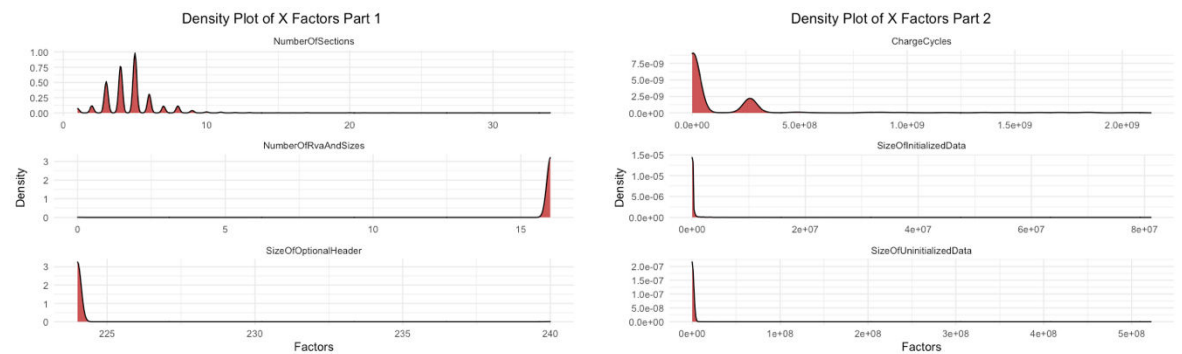 Density Plot of X Factors Part 1
NumberOfSections
1.00
0.75
0.50
0.25
0.00
0 10 20 30
NumberOfRvaAndSizes
3
2
1
0
0 5 10 15
SizeOfOptionalHeader
3
2
1
0
225 230 235 240
Density
Factors
Density Plot of X Factors Part 2
ChargeCycles
7.5e-09
5.0e-09
2.5e-09
0.0e+00
0.0e+00 5.0e+08 1.0e+09 1.5e+09 2.0e+09
SizeOfInitializedData
1.5e-05
1.0e-05
5.0e-06
0.0e+00
0e+00 2e+07 4e+07 6e+07 8e+07
SizeOfUninitializedData
2.0e-07
1.5e-07
1.0e-07
5.0e-08
0.0e+00
0e+00 1e+08 2e+08 3e+08 4e+08 5e+08
Density
Factors